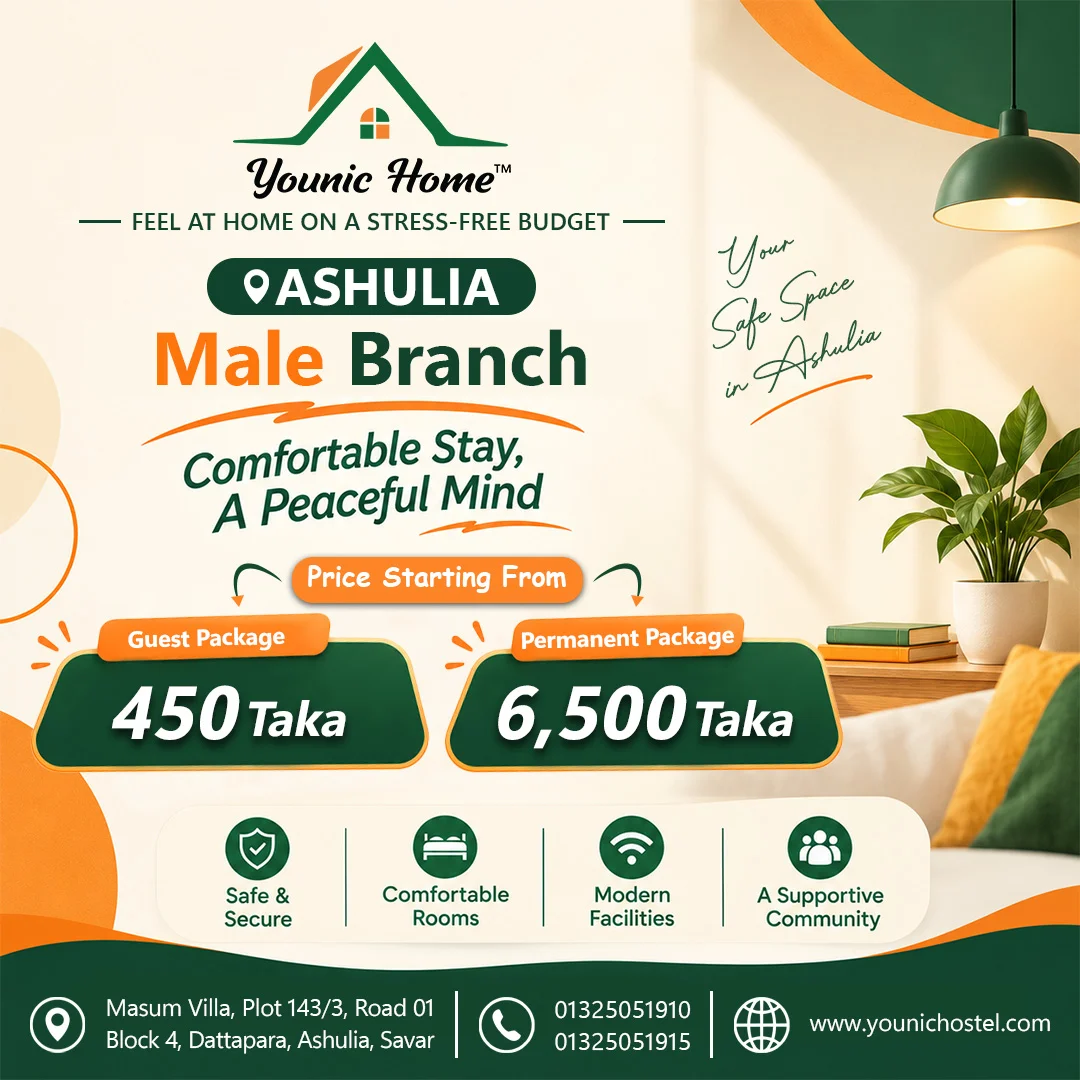 Younic Home™
FEEL AT HOME ON A STRESS-FREE BUDGET
ASHULIA
Male Branch
Comfortable Stay,
A Peaceful Mind
Your
Safe Space
in Ashulia
Price Starting From
Guest Package
450 Taka
Permanent Package
6,500 Taka
Safe &
Secure
Comfortable
Rooms
Modern
Facilities
A Supportive
Community
Masum Villa, Plot 143/3, Road 01
Block 4, Dattapara, Ashulia, Savar
01325051910
01325051915
www.younichostel.com